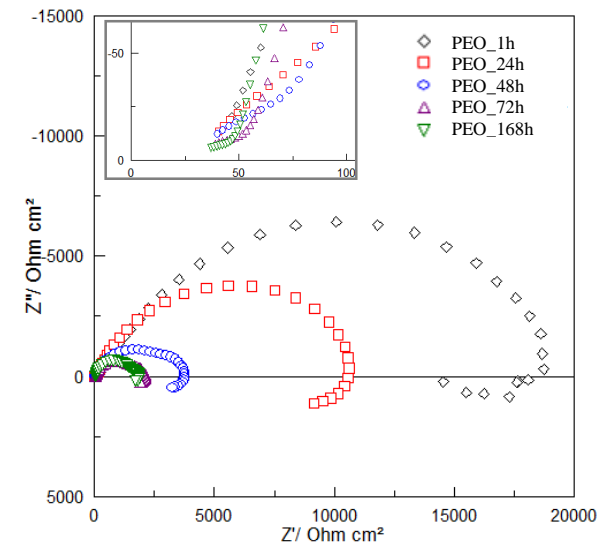 -15000
-10000
-5000
0
5000
Z"/ Ohm cm²
0
5000
10000
15000
20000
Z'/ Ohm cm²
-50
0
0
50
100
PEO_1h
PEO_24h
PEO_48h
PEO_72h
PEO_168h